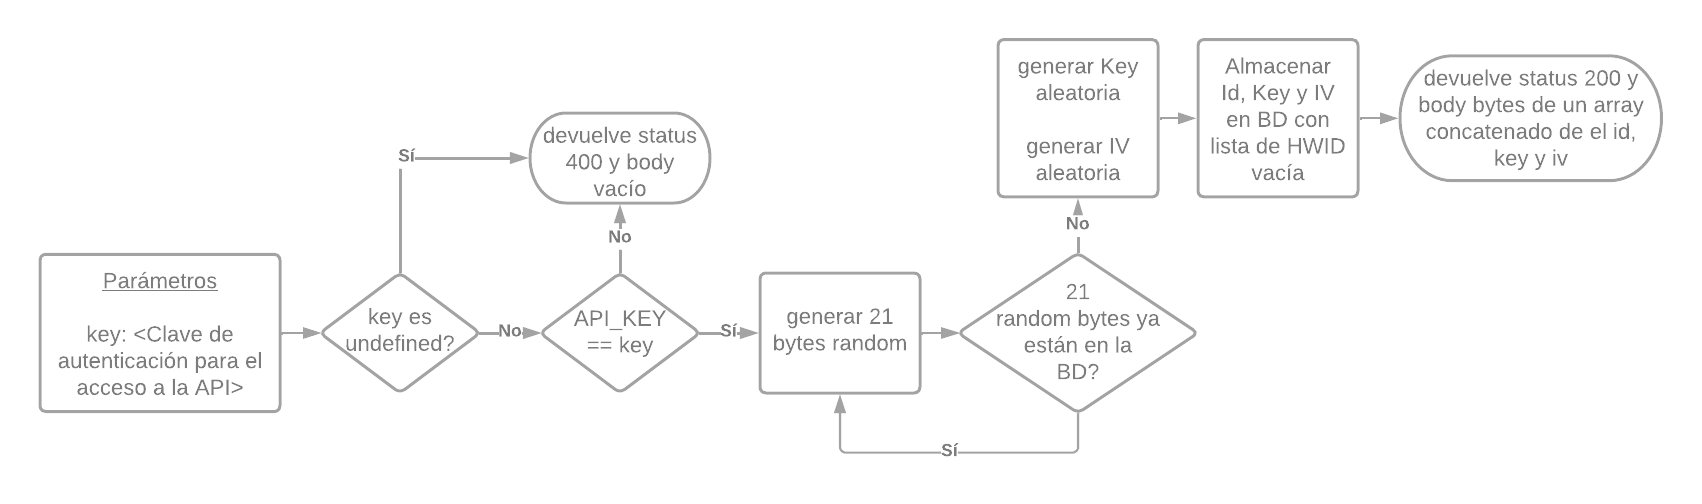 Parámetros
key: <Clave de
autenticación para el
acceso a la API>
key es
undefined?
Sí
No
devuelve status
400 y body
vacío
No
API_KEY
== key
Sí
generar 21
bytes random
21
random bytes ya
están en la
BD?
Sí
No
generar Key
aleatoria
generar IV
aleatoria
Almacenar
Id, Key y IV
en BD con
lista de HWID
vacía
devuelve status 200 y
body bytes de un array
concatenado de el id,
key y iv